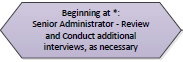 Beginning at *:
Senior Administrator - Review
and Conduct additional
interviews, as necessary